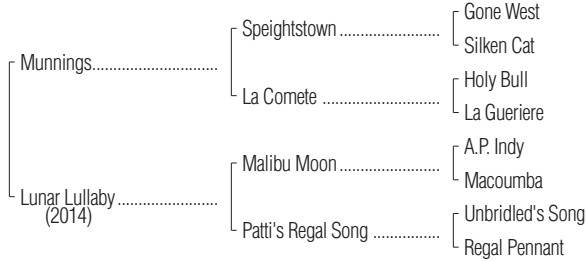 Gone West
Speightstown
Silken Cat
Munnings
Holy Bull
La Comete
La Gueriere
A.P. Indy
Malibu Moon
Macoumba
Lunar Lullaby
(2014)
Unbridled's Song
Patti's Regal Song
Regal Pennant